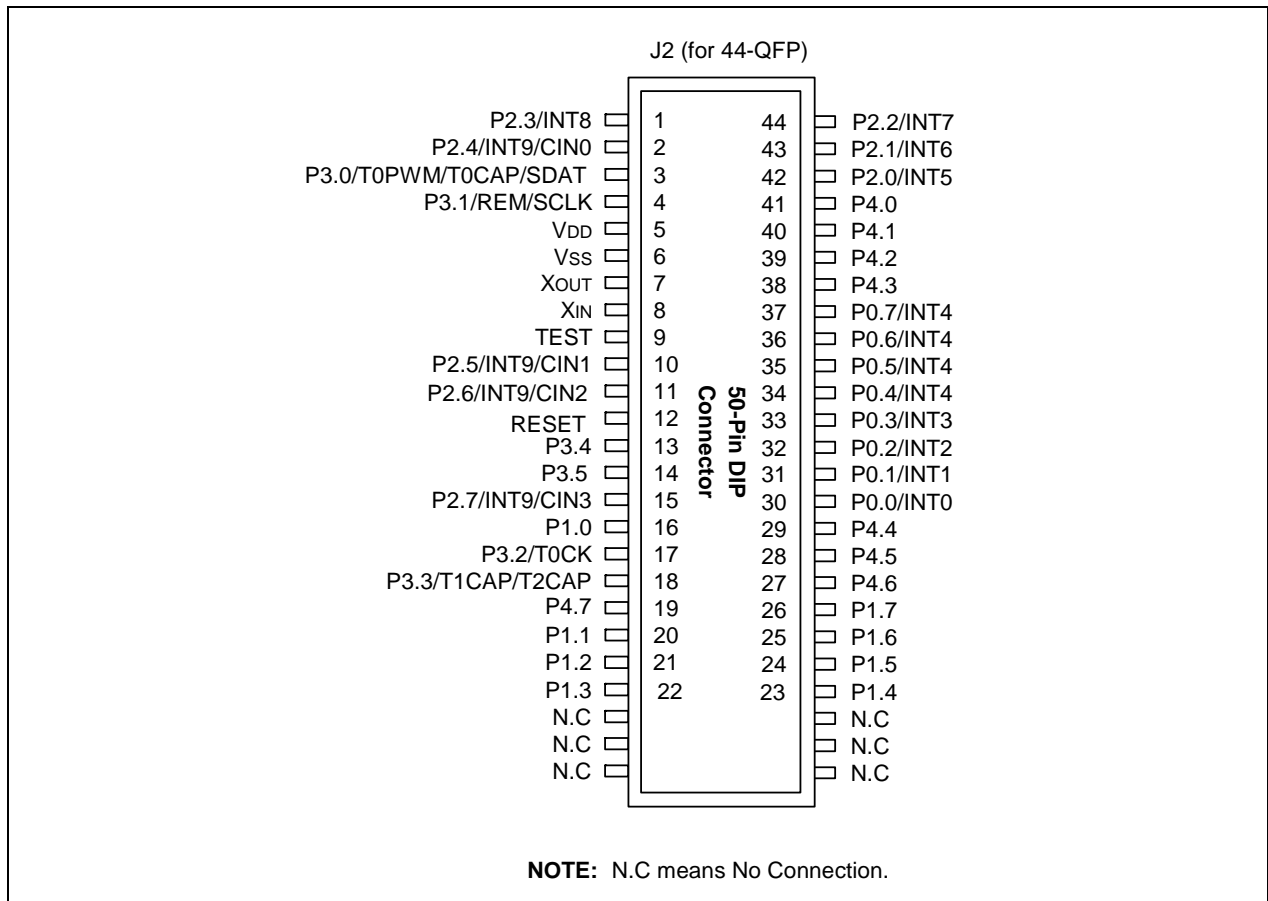 J2 (for 44-QFP)
P2.3/INT8 1 44 P2.2/INT7
P2.4/INT9/CIN0 2 43 P2.1/INT6
P3.0/T0PWM/T0CAP/SDAT 3 42 P2.0/INT5
P3.1/REM/SCLK 4 41 P4.0
VDD 5 40 P4.1
VSS 6 39 P4.2
XOUT 7 38 P4.3
XIN 8 37 P0.7/INT4
TEST 9 36 P0.6/INT4
P2.5/INT9/CIN1 10 35 P0.5/INT4
P2.6/INT9/CIN2 11 34 P0.4/INT4
RESET 12 33 P0.3/INT3
P3.4 13 32 P0.2/INT2
P3.5 14 31 P0.1/INT1
P2.7/INT9/CIN3 15 30 P0.0/INT0
P1.0 16 29 P4.4
P3.2/T0CK 17 28 P4.5
P3.3/T1CAP/T2CAP 18 27 P4.6
P4.7 19 26 P1.7
P1.1 20 25 P1.6
P1.2 21 24 P1.5
P1.3 22 23 P1.4
N.C N.C
N.C N.C
N.C N.C
50-Pin DIP
Connector
NOTE: N.C means No Connection.